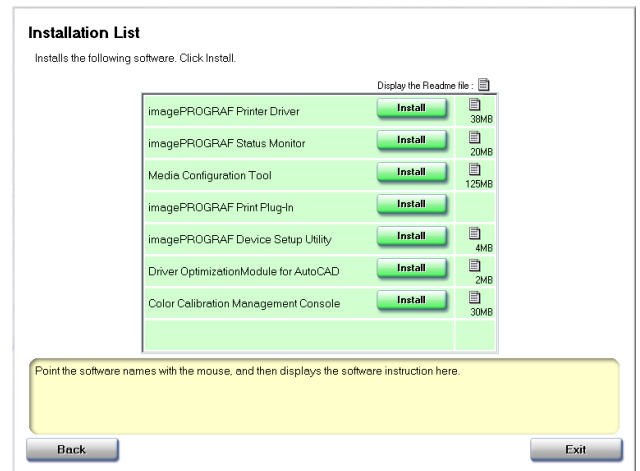 Installation List
Installs the following software. Click Install.
Display the Readme file :
imagePROGRAF Printer Driver Install 38MB
imagePROGRAF Status Monitor Install 20MB
Media Configuration Tool Install 125MB
imagePROGRAF Print Plug-In Install
imagePROGRAF Device Setup Utility Install 4MB
Driver OptimizationModule for AutoCAD Install 2MB
Color Calibration Management Console Install 30MB
Point the software names with the mouse, and then displays the software instruction here.
Back Exit